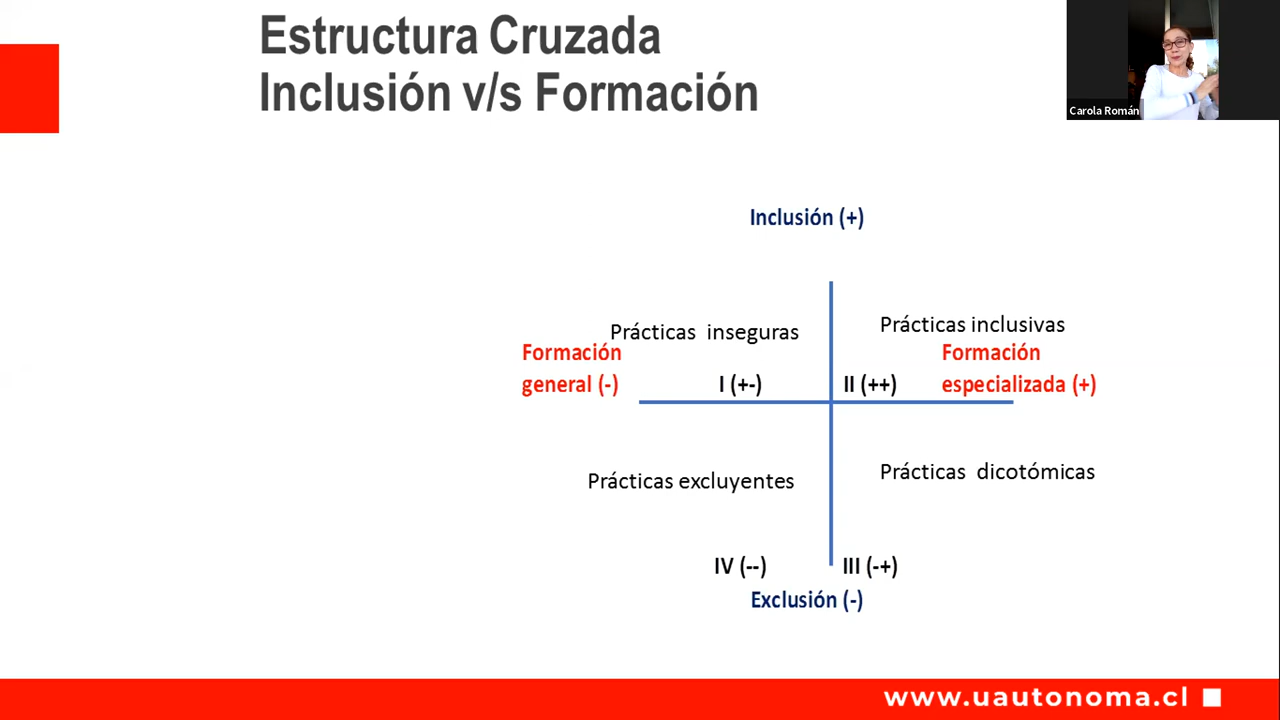 Estructura Cruzada
Inclusión v/s Formación
Carola Román
Inclusión (+)
Prácticas inseguras
Prácticas inclusivas
Formación
general (-)
I (+-)
II (++)
Formación
especializada (+)
Prácticas excluyentes
Prácticas dicotómicas
IV (--)
III (-+)
Exclusión (-)
www.uautonoma.cl